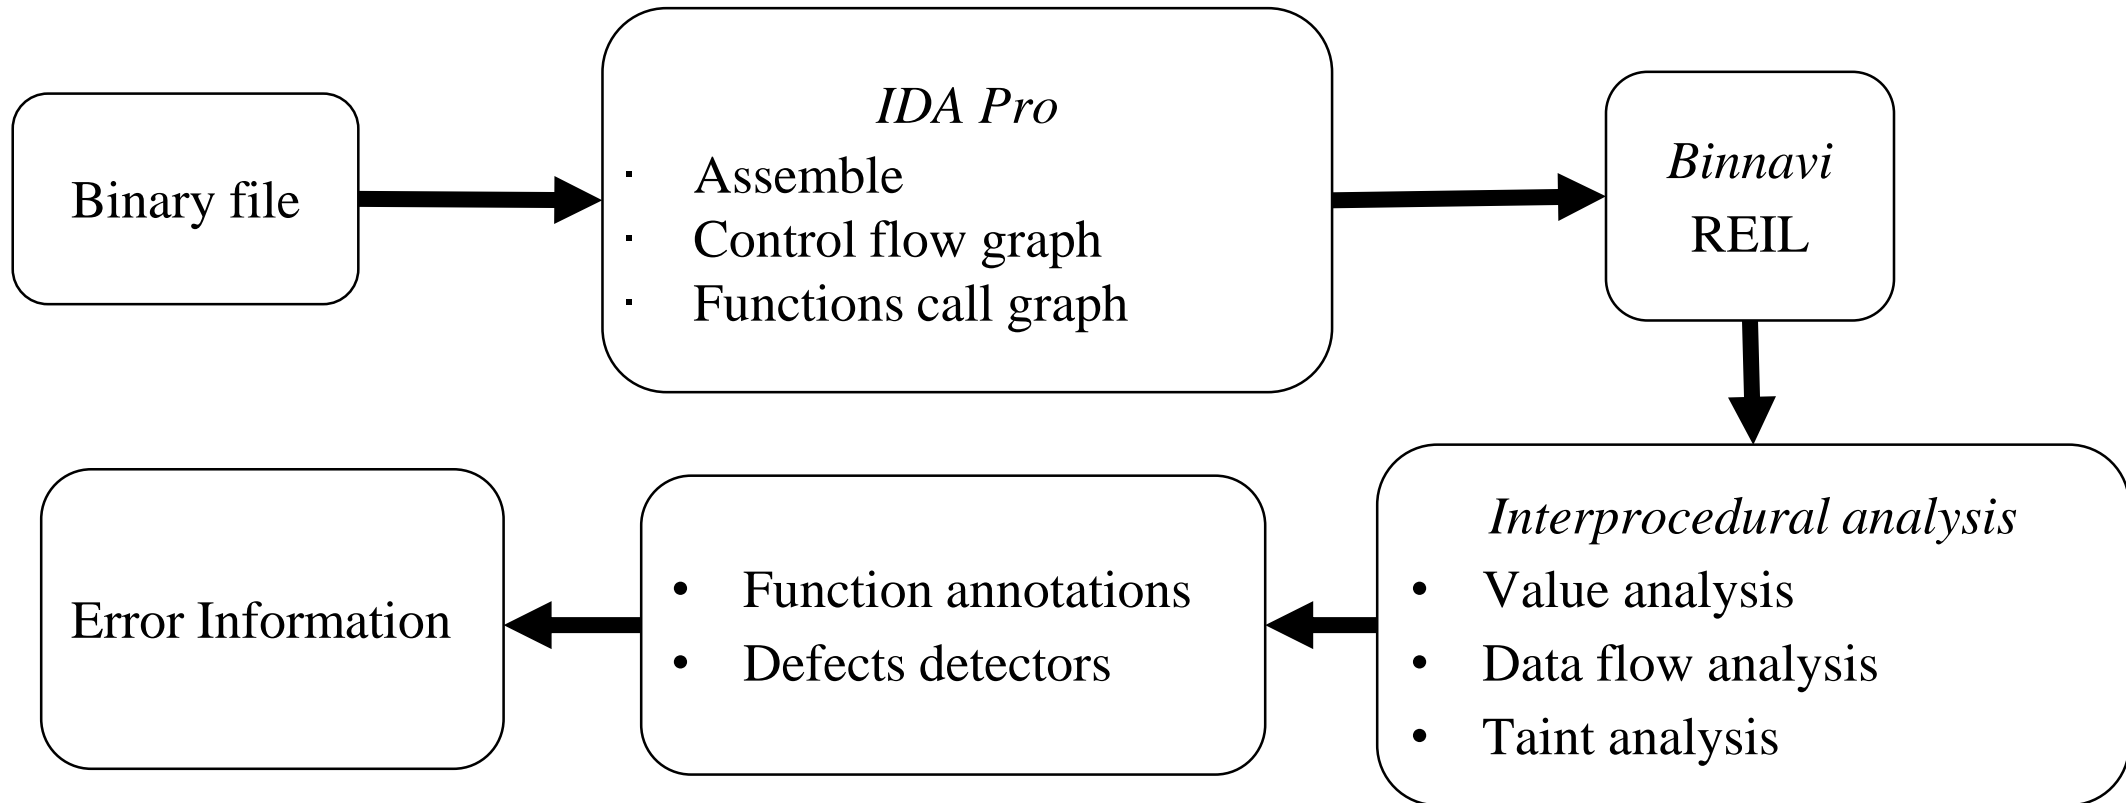 Binary file
IDA Pro
· Assemble
· Control flow graph
· Functions call graph
Binnavi
REIL
Interprocedural analysis
• Value analysis
• Data flow analysis
• Taint analysis
• Function annotations
• Defects detectors
Error Information